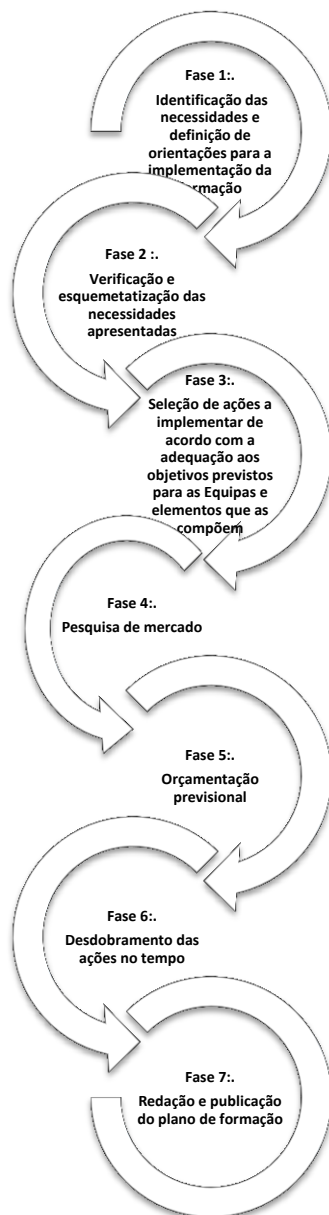 Fase 1:.
Identificação das
necessidades e
definição de
orientações para a
implementação da
formação
Fase 2 :.
Verificação e
esquemetatização das
necessidades
apresentadas
Fase 3:.
Seleção de ações a
implementar de
acordo com a
adequação aos
objetivos previstos
para as Equipas e
elementos que as
compõem
Fase 4:.
Pesquisa de mercado
Fase 5:.
Orçamentação
previsional
Fase 6:.
Desdobramento das
ações no tempo
Fase 7:.
Redação e publicação
do plano de formação